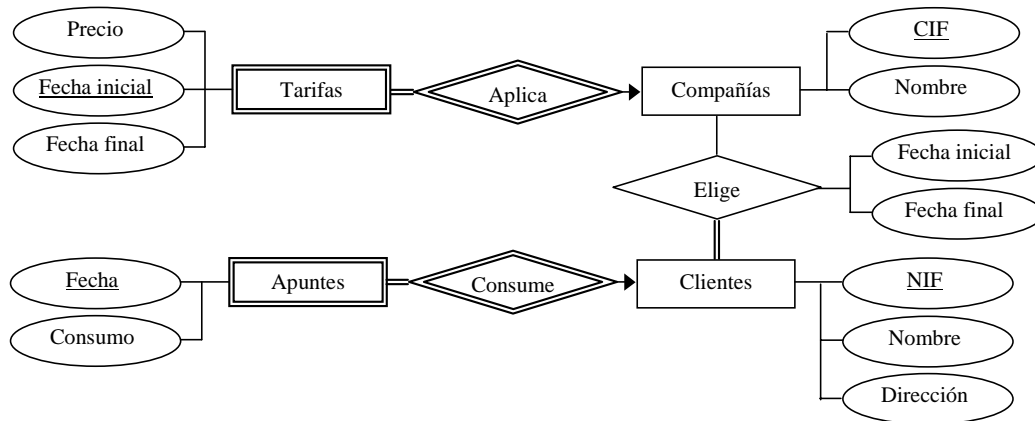 Precio
CIF
Fecha inicial
Tarifas
Aplica
Compañías
Nombre
Fecha final
Fecha inicial
Elige
Fecha final
Fecha
Apuntes
Consume
Clientes
NIF
Consumo
Nombre
Dirección